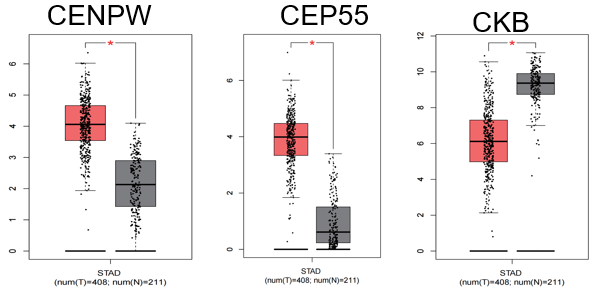 CENPW
*
6
5
4
3
2
1
0
STAD
(num(T)=408; num(N)=211)
CEP55
*
6
4
2
0
STAD
(num(T)=408; num(N)=211)
CKB
*
12
10
8
6
4
2
0
STAD
(num(T)=408; num(N)=211)